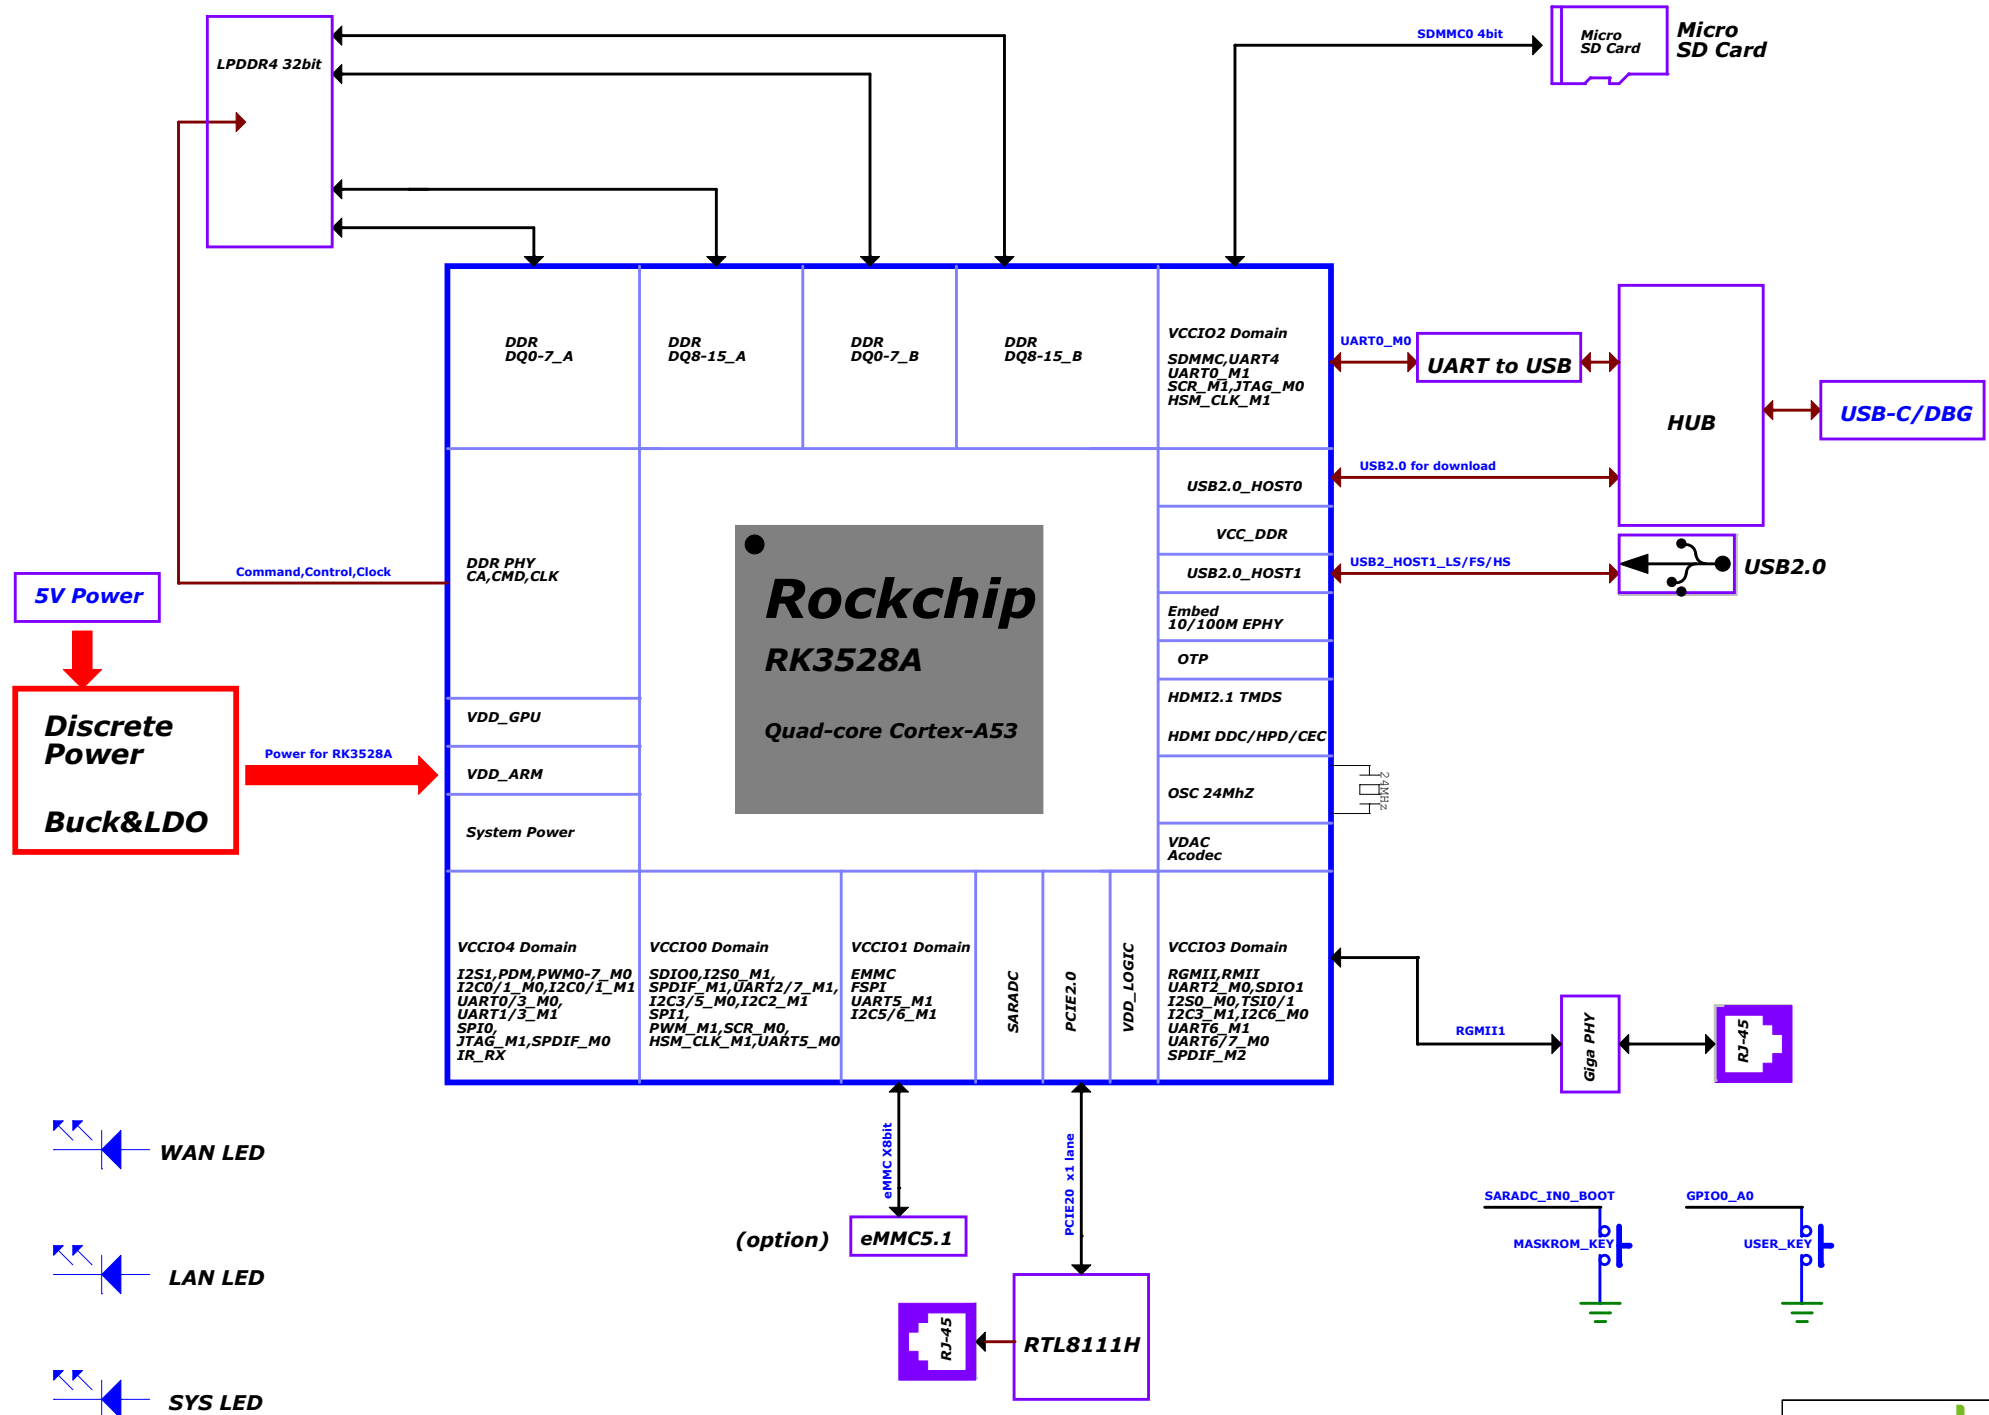 LPDDR4 32bit
SDMMC0 4bit
Micro
SD Card
Micro
SD Card
DDR
DQ0-7_A
DDR
DQ8-15_A
DDR
DQ0-7_B
DDR
DQ8-15_B
VCCIO2 Domain
SDMMC,UART4
UART0_M1
SCR_M1,JTAG_M0
HSM_CLK_M1
UART0_M0
UART to USB
HUB
USB-C/DBG
USB2.0 for download
USB2.0_HOST0
VCC_DDR
USB2.0_HOST1
USB2_HOST1_LS/FS/HS
USB2.0
Embed
10/100M EPHY
OTP
HDMI2.1 TMDS
HDMI DDC/HPD/CEC
OSC 24MhZ
24MHz
VDAC
Acodec
DDR PHY
CA,CMD,CLK
Command,Control,Clock
5V Power
Discrete
Power
Buck&LDO
Power for RK3528A
VDD_GPU
VDD_ARM
System Power
Rockchip
RK3528A
Quad-core Cortex-A53
VCCIO4 Domain
I2S1,PDM,PWM0-7_M0
I2C0/1_M0,I2C0/1_M1
UART0/3_M0,
UART1/3_M1
SPI0,
JTAG_M1,SPDIF_M0
IR_RX
VCCIO0 Domain
SDIO0,I2S0_M1,
SPDIF_M1,UART2/7_M1,
I2C3/5_M0,I2C2_M1
SPI1,
PWM_M1,SCR_M0,
HSM_CLK_M1,UART5_M0
VCCIO1 Domain
EMMC
FSPI
UART5_M1
I2C5/6_M1
SARADC
PCIE2.0
VDD_LOGIC
VCCIO3 Domain
RGMII,RMII
UART2_M0,SDIO1
I2S0_M0,TSI0/1
I2C3_M1,I2C6_M0
UART6_M1
UART6/7_M0
SPDIF_M2
RGMII1
Giga PHY
RJ-45
WAN LED
LAN LED
SYS LED
eMMC X8bit
(option)
eMMC5.1
PCIE20 x1 lane
RJ-45
RTL8111H
SARADC_IN0_BOOT
MASKROM_KEY
GPIO0_A0
USER_KEY